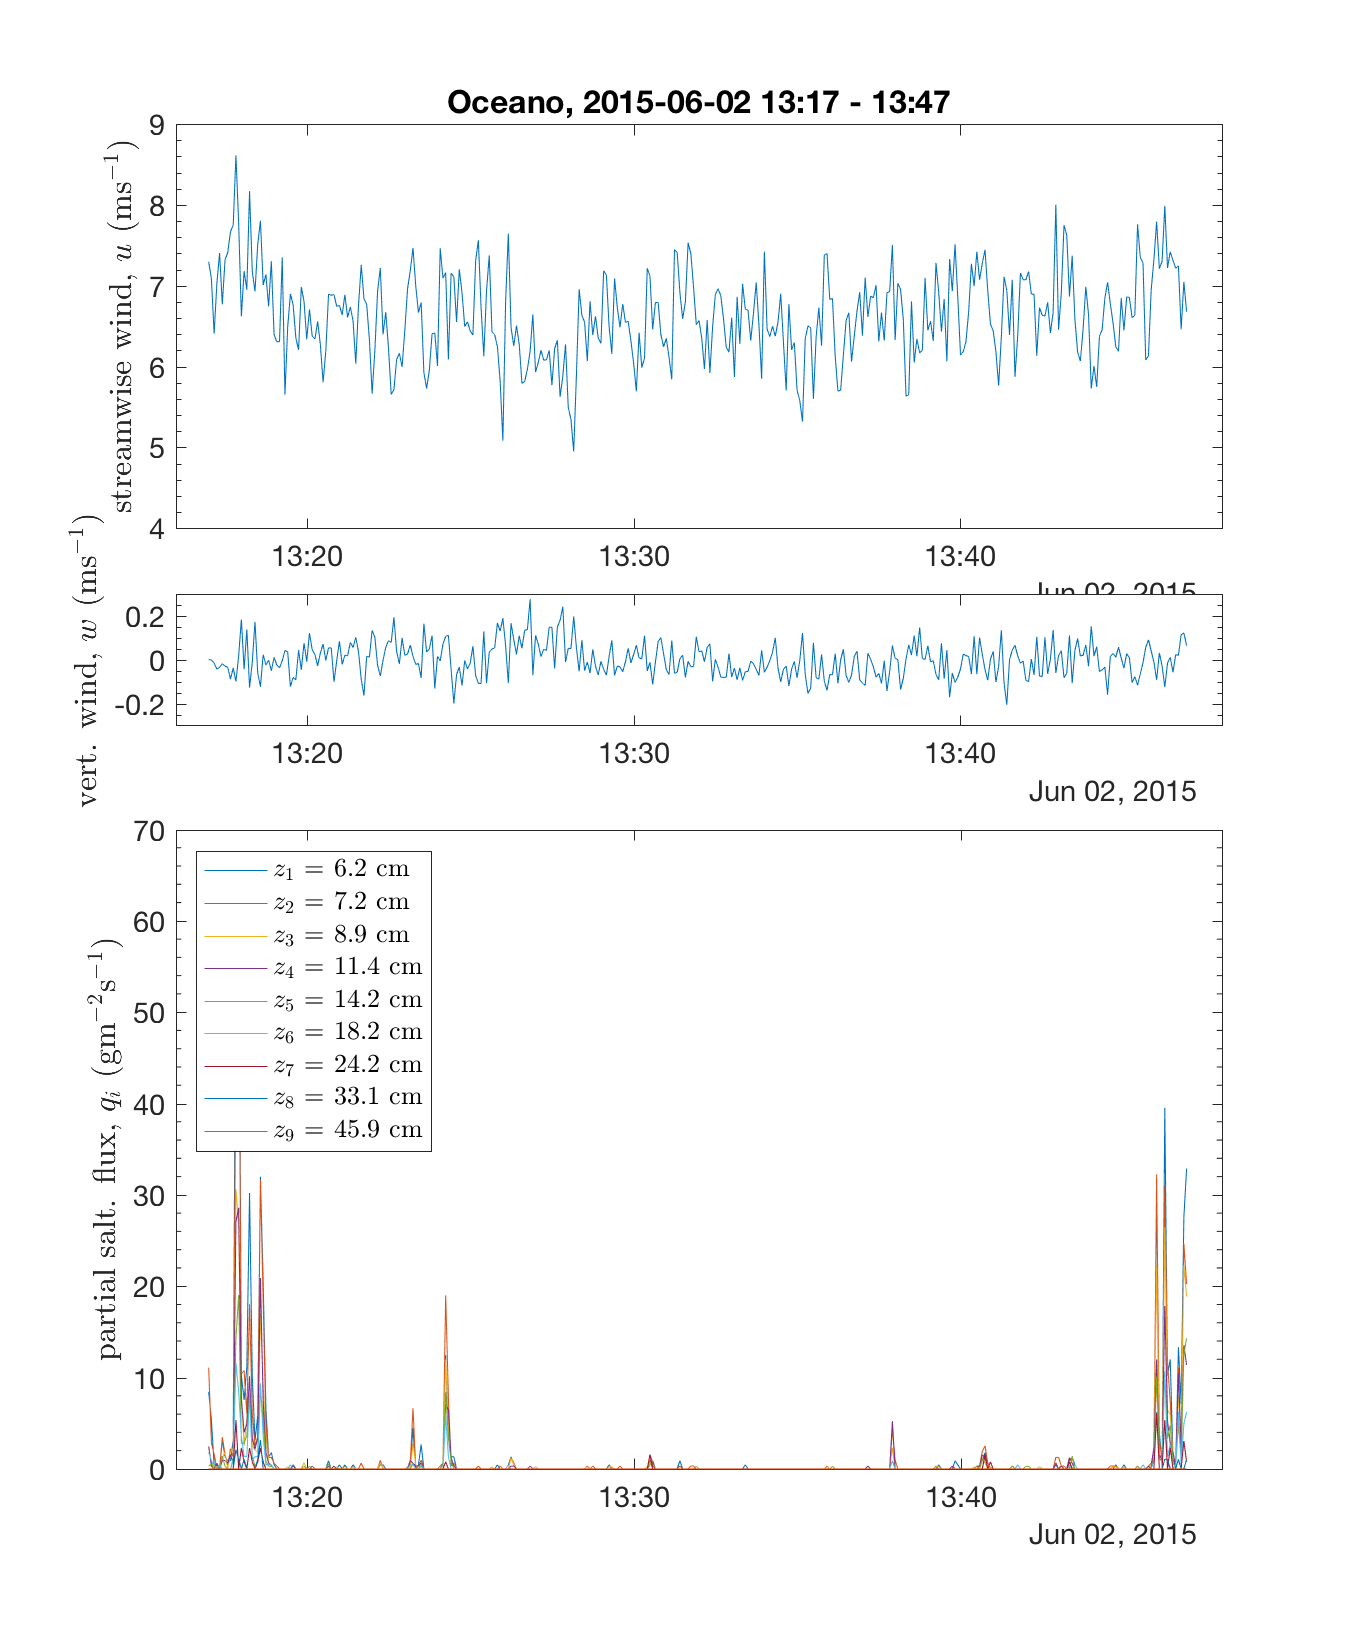 Oceano, 2015-06-02 13:17 - 13:47
streamwise wind, u (ms⁻¹)
9
8
7
6
5
4
13:20 13:30 13:40
Jun 02, 2015
vert. wind, w (ms⁻¹)
0.2
0
-0.2
13:20 13:30 13:40
Jun 02, 2015
partial salt. flux, qᵢ (gm⁻²s⁻¹)
70
60
50
40
30
20
10
0
z₁ = 6.2 cm
z₂ = 7.2 cm
z₃ = 8.9 cm
z₄ = 11.4 cm
z₅ = 14.2 cm
z₆ = 18.2 cm
z₇ = 24.2 cm
z₈ = 33.1 cm
z₉ = 45.9 cm
13:20 13:30 13:40
Jun 02, 2015